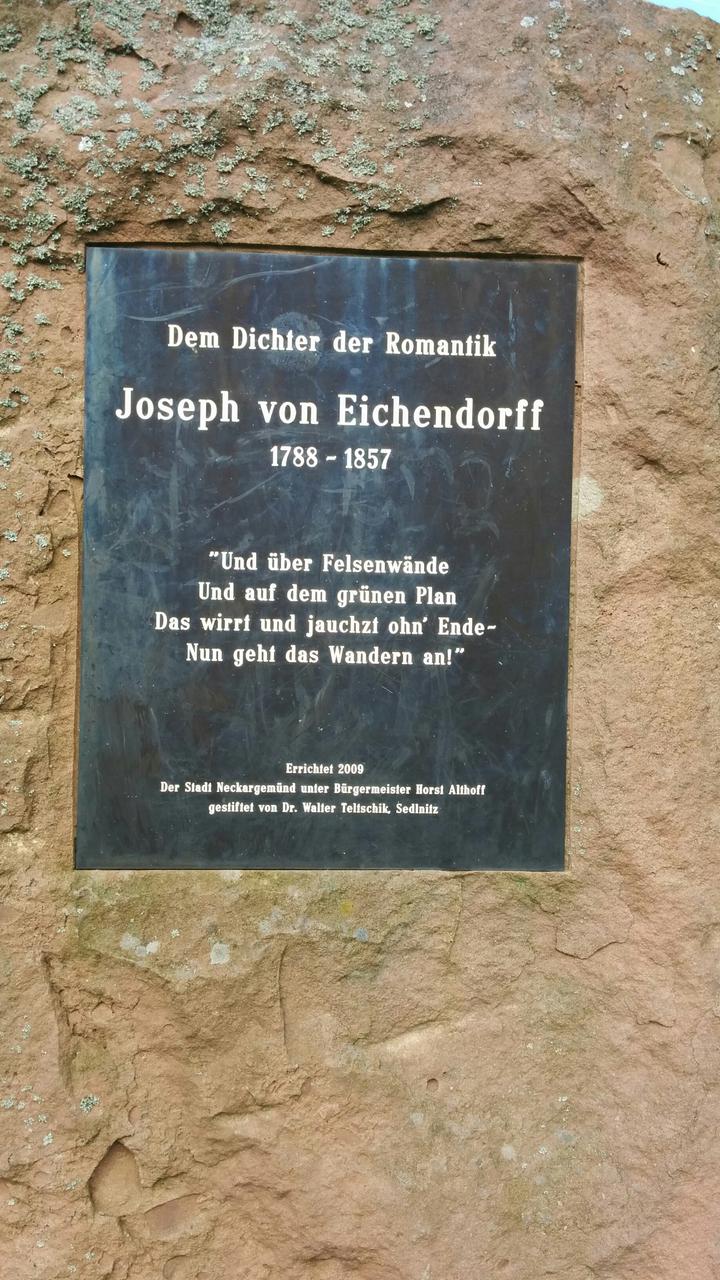 Dem Dichter der Romantik
Joseph von Eichendorff
1788 - 1857
"Und über Felsenwände
Und auf dem grünen Plan
Das wirrt und jauchzt ohn' Ende-
Nun geht das Wandern an!"
Errichtet 2009
Der Stadt Neckargemünd unter Bürgermeister Horst Althoff
gestiftet von Dr. Walter Teltschik, Sedlnitz